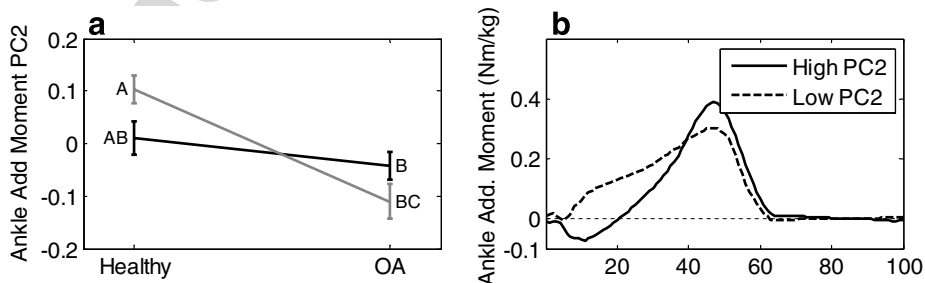 a
Ankle Add Moment PC2
0.2
0.1
0
-0.1
-0.2
A
AB
B
BC
Healthy
OA
b
Ankle Add. Moment (Nm/kg)
0.4
0.2
0
-0.1
20
40
60
80
100
High PC2
Low PC2